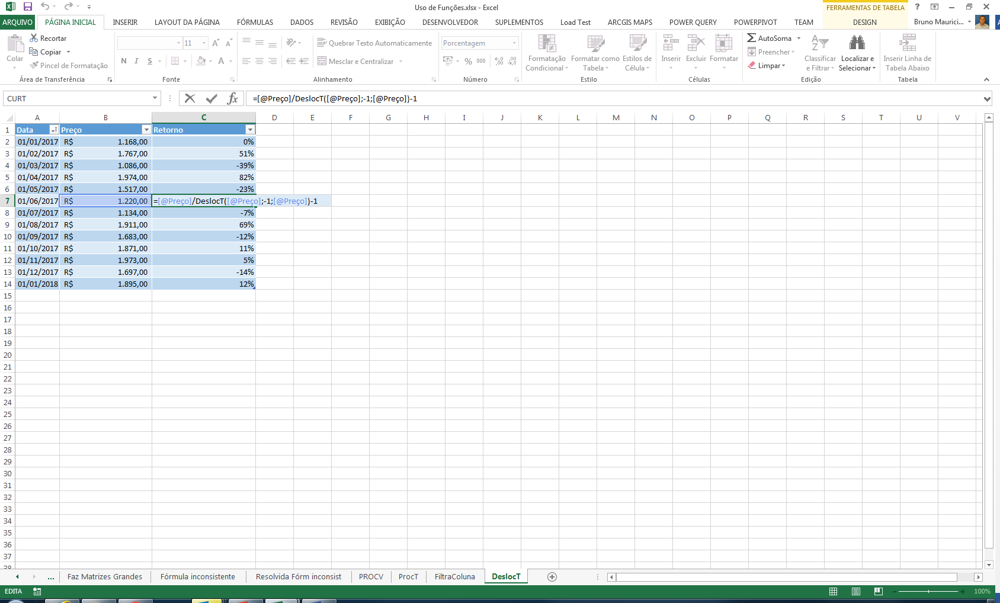 Uso de Funções.xlsx - Excel
FERRAMENTAS DE TABELA
?
ARQUIVO PÁGINA INICIAL INSERIR LAYOUT DA PÁGINA FÓRMULAS DADOS REVISÃO EXIBIÇÃO DESENVOLVEDOR SUPLEMENTOS Load Test ARCGIS MAPS POWER QUERY POWERPIVOT TEAM DESIGN Bruno Maurici...
Colar
Recortar
Copiar
Pincel de Formatação
Área de Transferência
11 A A
N I S A
Fonte
Quebrar Texto Automaticamente
Mesclar e Centralizar
Alinhamento
Porcentagem
% 000 ,00 ,00
Número
Formatação Condicional
Formatar como Tabela
Estilos de Célula
Estilo
Inserir Excluir Formatar
Células
AutoSoma
Preencher
Limpar
Classificar e Filtrar
Localizar e Selecionar
Edição
Inserir Linha de Tabela Abaixo
Tabela
CURT fx =[@Preço]/DeslocT([@Preço];-1;[@Preço])-1
A B C D E F G H I J K L M N O P Q R S T U V
1 Data Preço Retorno
2 01/01/2017 R$ 1.168,00 0%
3 01/02/2017 R$ 1.767,00 51%
4 01/03/2017 R$ 1.086,00 -39%
5 01/04/2017 R$ 1.974,00 82%
6 01/05/2017 R$ 1.517,00 -23%
7 01/06/2017 R$ 1.220,00 =[@Preço]/DeslocT([@Preço];-1;[@Preço])-1
8 01/07/2017 R$ 1.134,00 -7%
9 01/08/2017 R$ 1.911,00 69%
10 01/09/2017 R$ 1.683,00 -12%
11 01/10/2017 R$ 1.871,00 11%
12 01/11/2017 R$ 1.973,00 5%
13 01/12/2017 R$ 1.697,00 -14%
14 01/01/2018 R$ 1.895,00 12%
15
16
17
18
19
20
21
22
23
24
25
26
27
28
29
30
31
32
33
34
35
36
37
38
... Faz Matrizes Grandes Fórmula inconsistente Resolvida Fórm inconsist PROCV ProcT FiltraColuna DeslocT
EDITA 100%